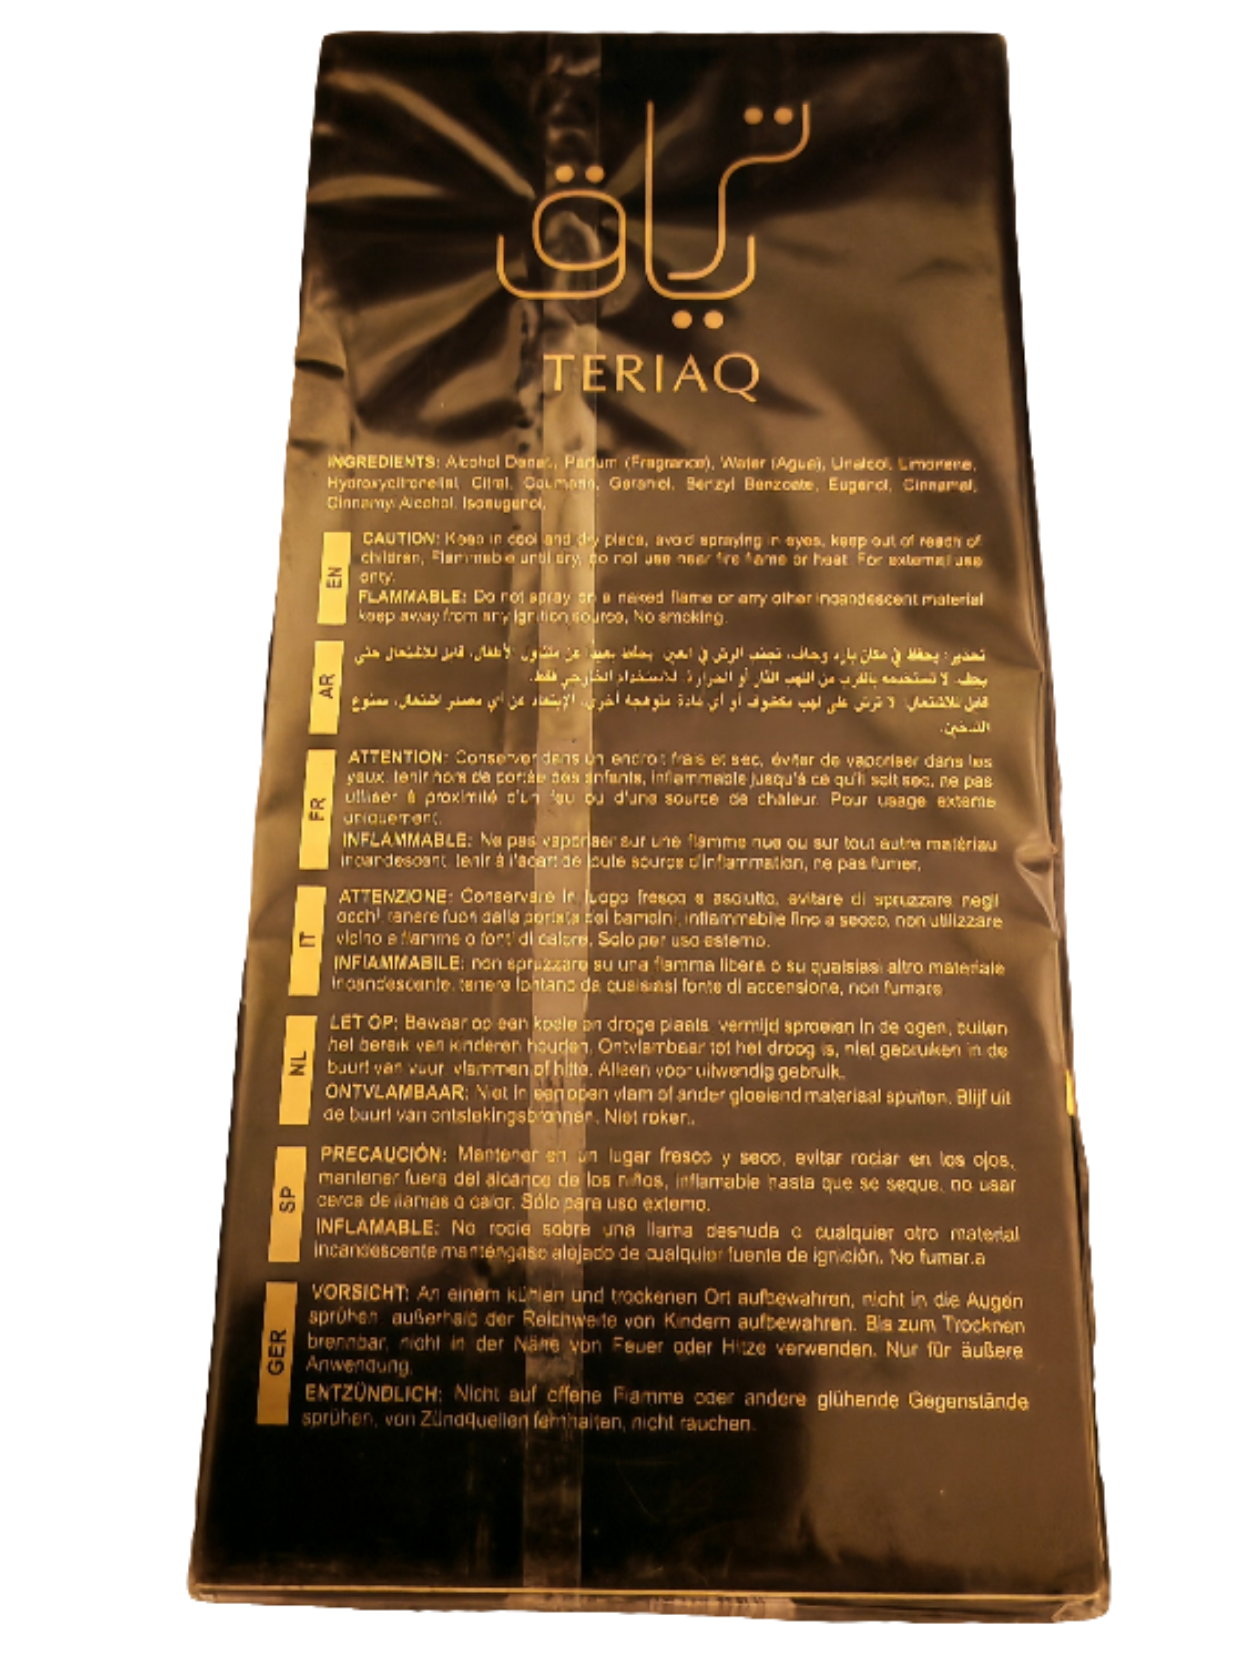 ترياق
TERIAQ
INGREDIENTS: Alcohol Denat., Parfum (Fragrance), Water (Aqua), Linalool, Limonene,
Hydroxycitronellal, Citral, Coumarin, Geraniol, Benzyl Benzoate, Eugenol, Cinnamal,
Cinnamyl Alcohol, Isoeugenol.
EN
CAUTION: Keep in cool and dry place, avoid spraying in eyes, keep out of reach of
children, Flammable until dry, do not use near fire flame or heat. For external use
only.
FLAMMABLE: Do not spray on a naked flame or any other incandescent material
keep away from any ignition source, No smoking.
AR
تحذير: يحفظ في مكان بارد وجاف، تجنب الرش في العين يحفظ بعيداً عن متناول الأطفال، قابل للاشتعال حتى
يجف، لا تستخدمه بالقرب من اللهب النار أو الحرارة. للاستخدام الخارجي فقط.
قابل للاشتعال: لا ترش على لهب مكشوف أو أي مادة متوهجة أخرى، الإبتعاد عن أي مصدر اشتعال، ممنوع
التدخين.
FR
ATTENTION: Conserver dans un endroit frais et sec, éviter de vaporiser dans les
yeux, tenir hors de portée des enfants, inflammable jusqu'à ce qu'il soit sec, ne pas
utiliser à proximité d'un feu ou d'une source de chaleur. Pour usage externe
uniquement.
INFLAMMABLE: Ne pas vaporiser sur une flamme nue ou sur tout autre matériau
incandescent, tenir à l'écart de toute source d'inflammation, ne pas fumer,
IT
ATTENZIONE: Conservare in luogo fresco e asciutto, evitare di spruzzare negli
occhi, tenere fuori dalla portata dei bambini, inflammabile fino a secco, non utilizzare
vicino a fiamme o fonti di calore. Solo per uso esterno.
INFIAMMABILE: non spruzzare su una fiamma libera o su qualsiasi altro materiale
incandescente, tenere lontano da qualsiasi fonte di accensione, non fumare
NL
LET OP: Bewaar op een koele en droge plaats, vermijd sproeien in de ogen, buiten
het bereik van kinderen houden, Ontvlambaar tot het droog is, niet gebruiken in de
buurt van vuur, vlammen of hitte. Alleen voor uitwendig gebruik.
ONTVLAMBAAR: Niet in een open vlam of ander gloeiend materiaal spuiten. Blijf uit
de buurt van ontstekingsbronnen. Niet roken.
SP
PRECAUCIÓN: Mantener en un lugar fresco y seco, evitar rociar en los ojos,
mantener fuera del alcance de los niños, inflamable hasta que se seque, no usar
cerca de llamas o calor. Sólo para uso externo.
INFLAMABLE: No rocie sobre una llama desnuda o cualquier otro material
incandescente manténgase alejado de cualquier fuente de ignición, No fumar.a
GER
VORSICHT: An einem kühlen und trockenen Ort aufbewahren, nicht in die Augen
sprühen, außerhalb der Reichweite von Kindern aufbewahren. Bis zum Trocknen
brennbar, nicht in der Nähe von Feuer oder Hitze verwenden. Nur für äußere
Anwendung.
ENTZÜNDLICH: Nicht auf offene Flamme oder andere glühende Gegenstände
sprühen, von Zündquellen fernhalten, nicht rauchen.